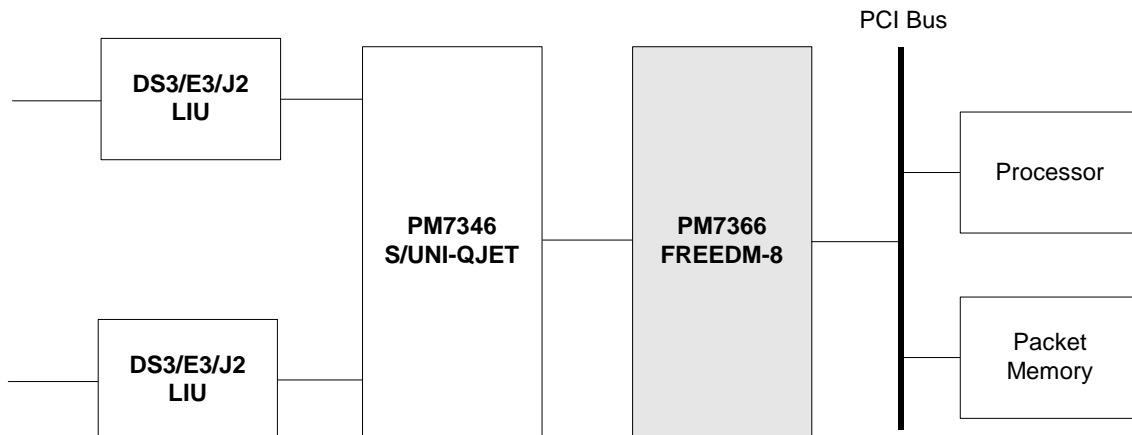 PCI Bus
DS3/E3/J2
LIU
PM7346
S/UNI-QJET
PM7366
FREEDM-8
Processor
DS3/E3/J2
LIU
Packet
Memory